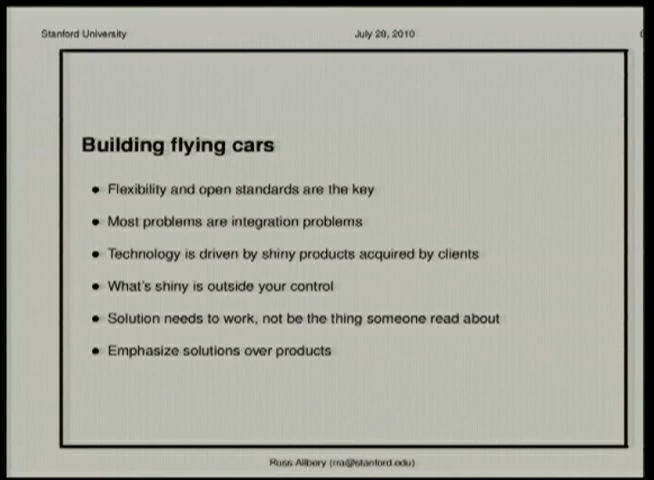 Stanford University July 20, 2010
Building flying cars
• Flexibility and open standards are the key
• Most problems are integration problems
• Technology is driven by shiny products acquired by clients
• What's shiny is outside your control
• Solution needs to work, not be the thing someone read about
• Emphasize solutions over products
Russ Allbery (rra@stanford.edu)